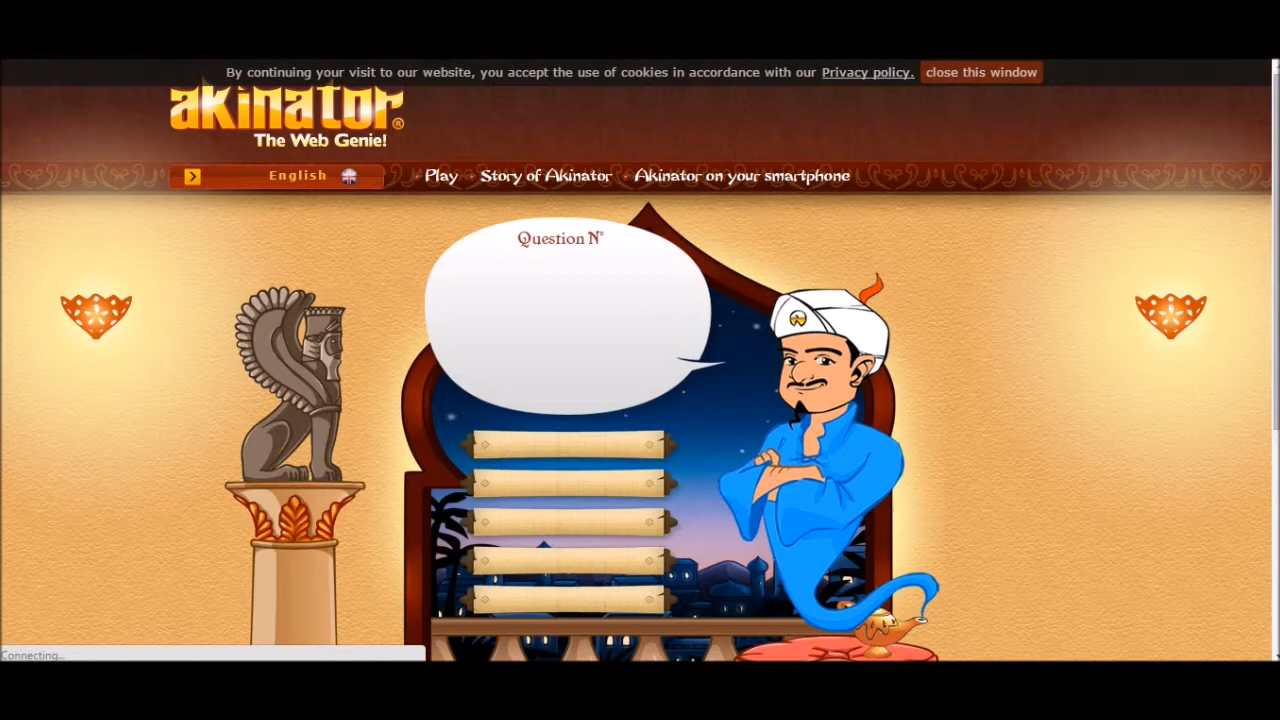 By continuing your visit to our website, you accept the use of cookies in accordance with our Privacy policy. close this window
akinator®
The Web Genie!
English · Play · Story of Akinator · Akinator on your smartphone
Question N°
Connecting...